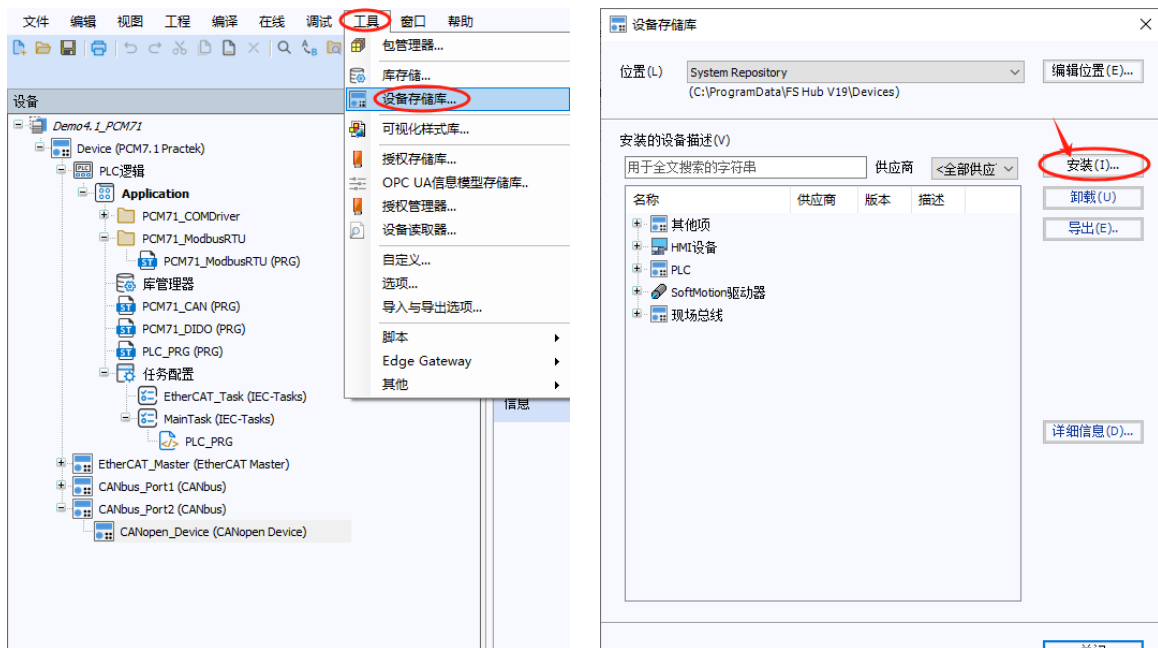 文件 编辑 视图 工程 编译 在线 调试 工具 窗口 帮助
包管理器...
库存储...
设备存储库...
可视化样式库...
授权存储库...
OPC UA信息模型存储库..
授权管理器...
设备读取器...
自定义...
选项...
导入与导出选项...
脚本
Edge Gateway
其他
设备
Demo4.1_PCM71
Device (PCM7.1 Practek)
PLC逻辑
Application
PCM71_COMDriver
PCM71_ModbusRTU
PCM71_ModbusRTU (PRG)
库管理器
PCM71_CAN (PRG)
PCM71_DIDO (PRG)
PLC_PRG (PRG)
任务配置
EtherCAT_Task (IEC-Tasks)
MainTask (IEC-Tasks)
PLC_PRG
EtherCAT_Master (EtherCAT Master)
CANbus_Port1 (CANbus)
CANbus_Port2 (CANbus)
CANopen_Device (CANopen Device)
信息
设备存储库
位置(L) System Repository 编辑位置(E)...
(C:\ProgramData\FS Hub V19\Devices)
安装的设备描述(V)
用于全文搜索的字符串 供应商 <全部供应 安装(I)...
名称 供应商 版本 描述 卸载(U)
其他项
导出(E)..
HMI设备
PLC
SoftMotion驱动器
现场总线
详细信息(D)...